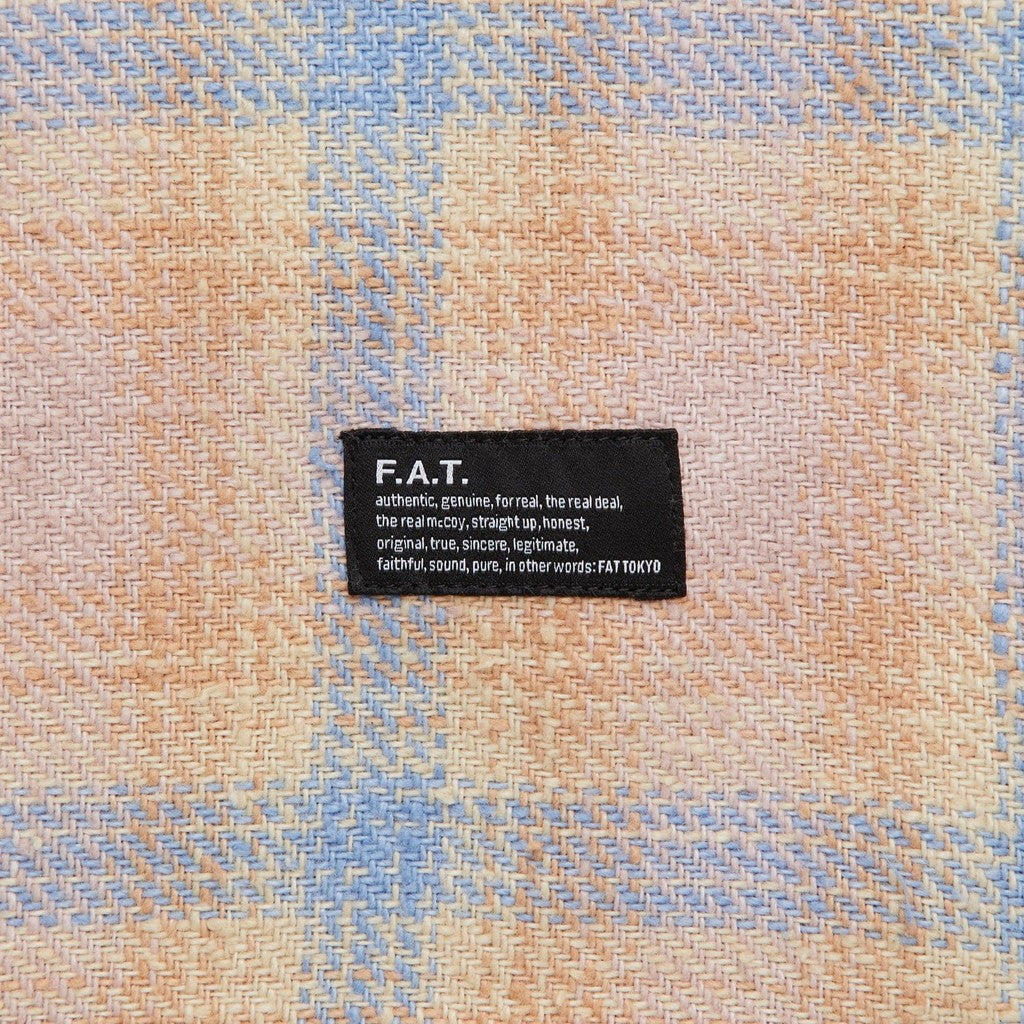 F.A.T.
authentic, genuine, for real, the real deal,
the real mccoy, straight up, honest,
original, true, sincere, legitimate,
faithful, sound, pure, in other words: FAT TOKYO